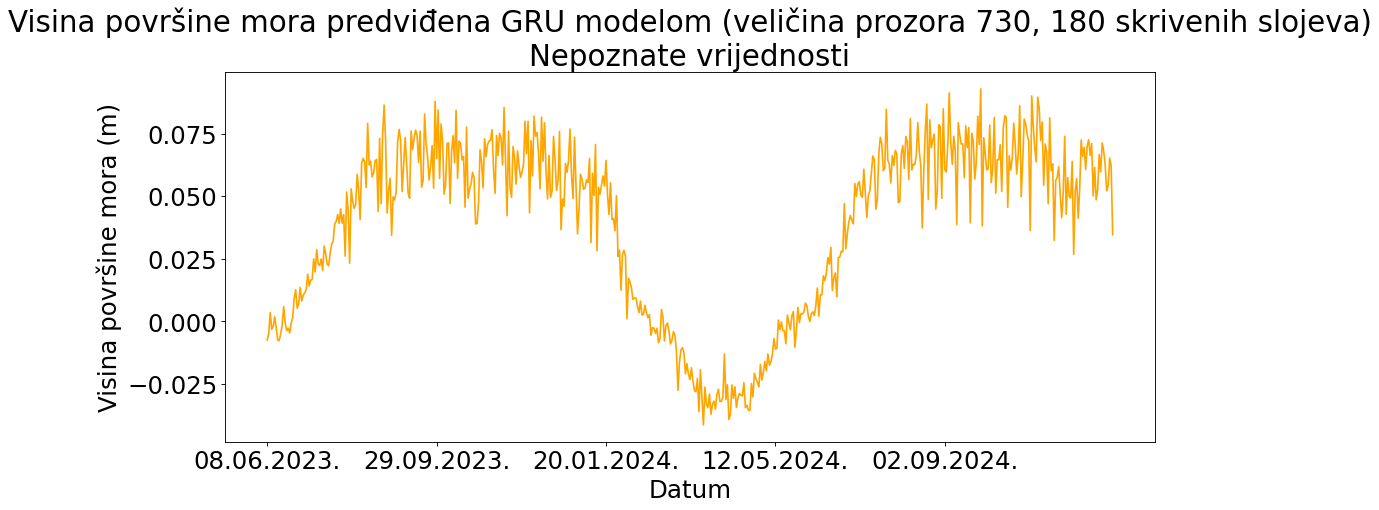 Visina površine mora predviđena GRU modelom (veličina prozora 730, 180 skrivenih slojeva)
Nepoznate vrijednosti
Visina površine mora (m)
0.075
0.050
0.025
0.000
−0.025
08.06.2023. 29.09.2023. 20.01.2024. 12.05.2024. 02.09.2024.
Datum